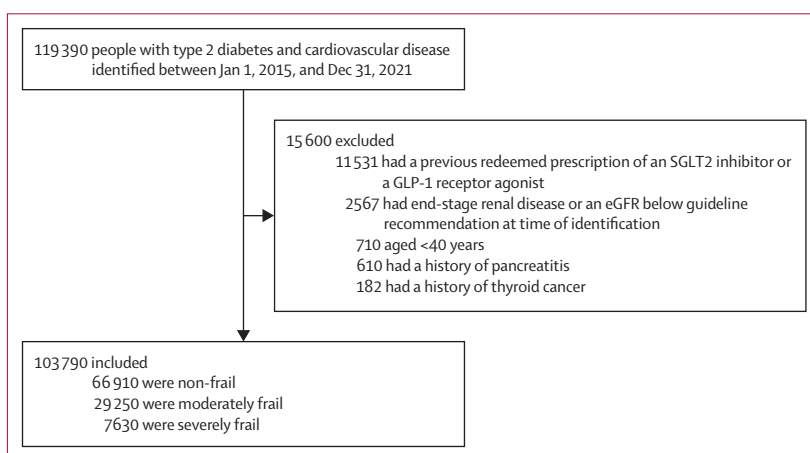 119 390 people with type 2 diabetes and cardiovascular disease
identified between Jan 1, 2015, and Dec 31, 2021
15 600 excluded
11 531 had a previous redeemed prescription of an SGLT2 inhibitor or
a GLP-1 receptor agonist
2567 had end-stage renal disease or an eGFR below guideline
recommendation at time of identification
710 aged <40 years
610 had a history of pancreatitis
182 had a history of thyroid cancer
103 790 included
66 910 were non-frail
29 250 were moderately frail
7630 were severely frail